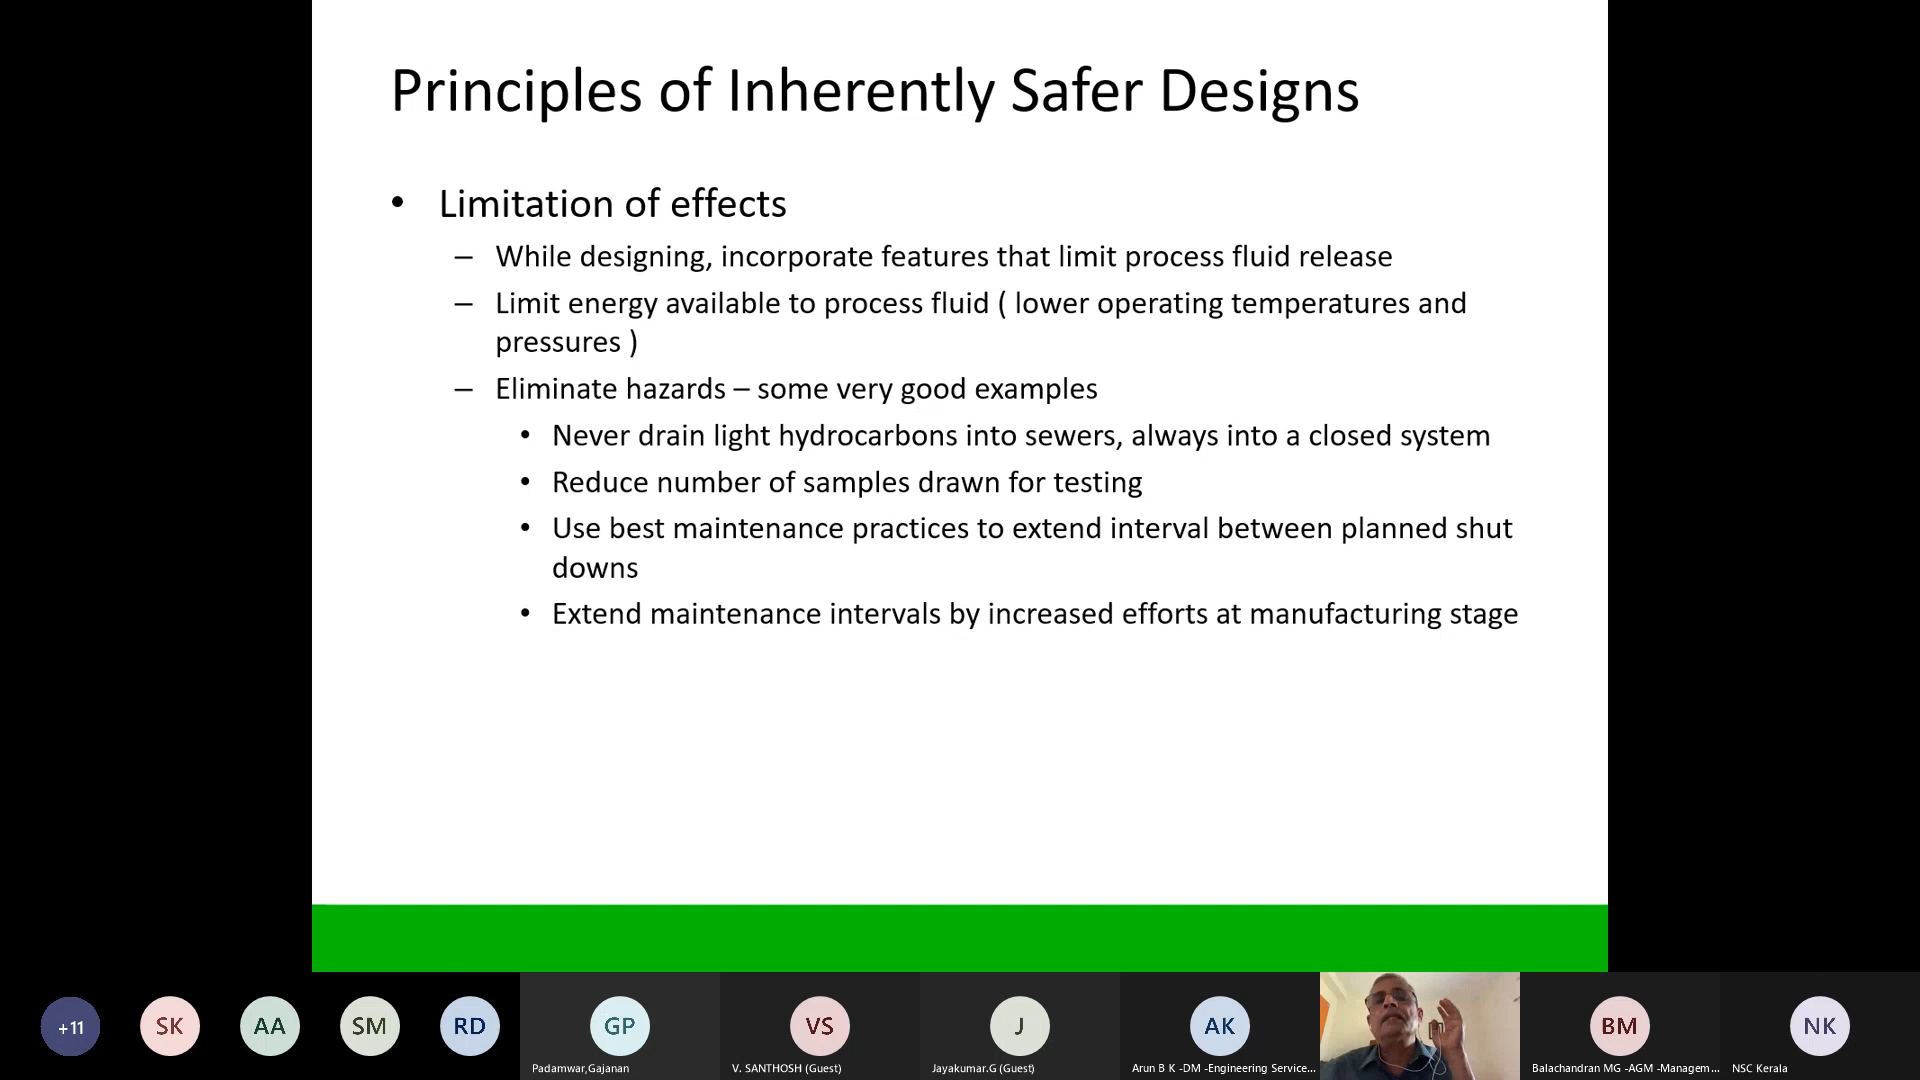 Principles of Inherently Safer Designs
• Limitation of effects
– While designing, incorporate features that limit process fluid release
– Limit energy available to process fluid ( lower operating temperatures and
pressures )
– Eliminate hazards – some very good examples
• Never drain light hydrocarbons into sewers, always into a closed system
• Reduce number of samples drawn for testing
• Use best maintenance practices to extend interval between planned shut
downs
• Extend maintenance intervals by increased efforts at manufacturing stage
+11 SK AA SM RD GP VS J AK BM NK
Padamwar,Gajanan V. SANTHOSH (Guest) Jayakumar.G (Guest) Arun B K -DM -Engineering Service... Balachandran MG -AGM -Managem... NSC Kerala